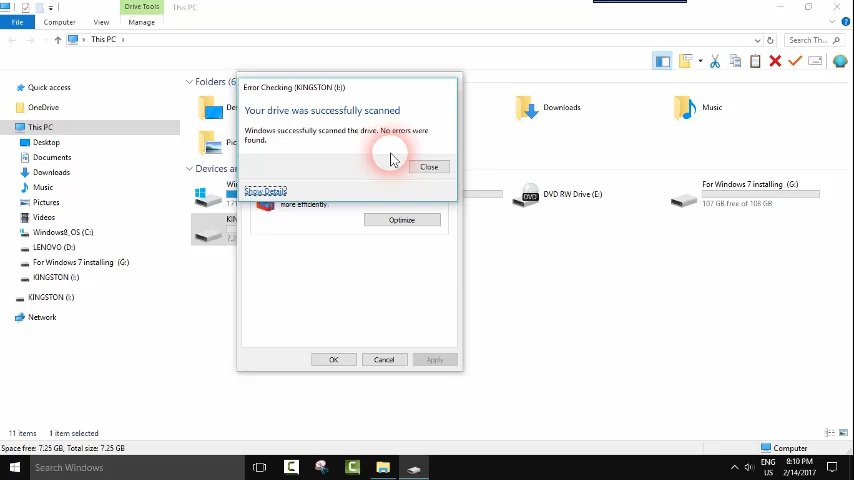 Drive Tools
This PC
File
Computer
View
Manage
This PC
Search Th...
Quick access
OneDrive
This PC
Desktop
Documents
Downloads
Music
Pictures
Videos
Windows8_OS (C:)
LENOVO (D:)
For Windows 7 installing (G:)
KINGSTON (I:)
KINGSTON (I:)
Network
Folders (6
Downloads
Music
DVD RW Drive (E:)
For Windows 7 installing (G:)
107 GB free of 108 GB
Error Checking (KINGSTON (I:))
Your drive was successfully scanned
Windows successfully scanned the drive. No errors were
found.
Close
Show Details
more efficiently.
Optimize
OK
Cancel
Apply
11 items
1 item selected
Space free: 7.25 GB, Total size: 7.25 GB
Computer
Search Windows
ENG
US
8:10 PM
2/14/2017